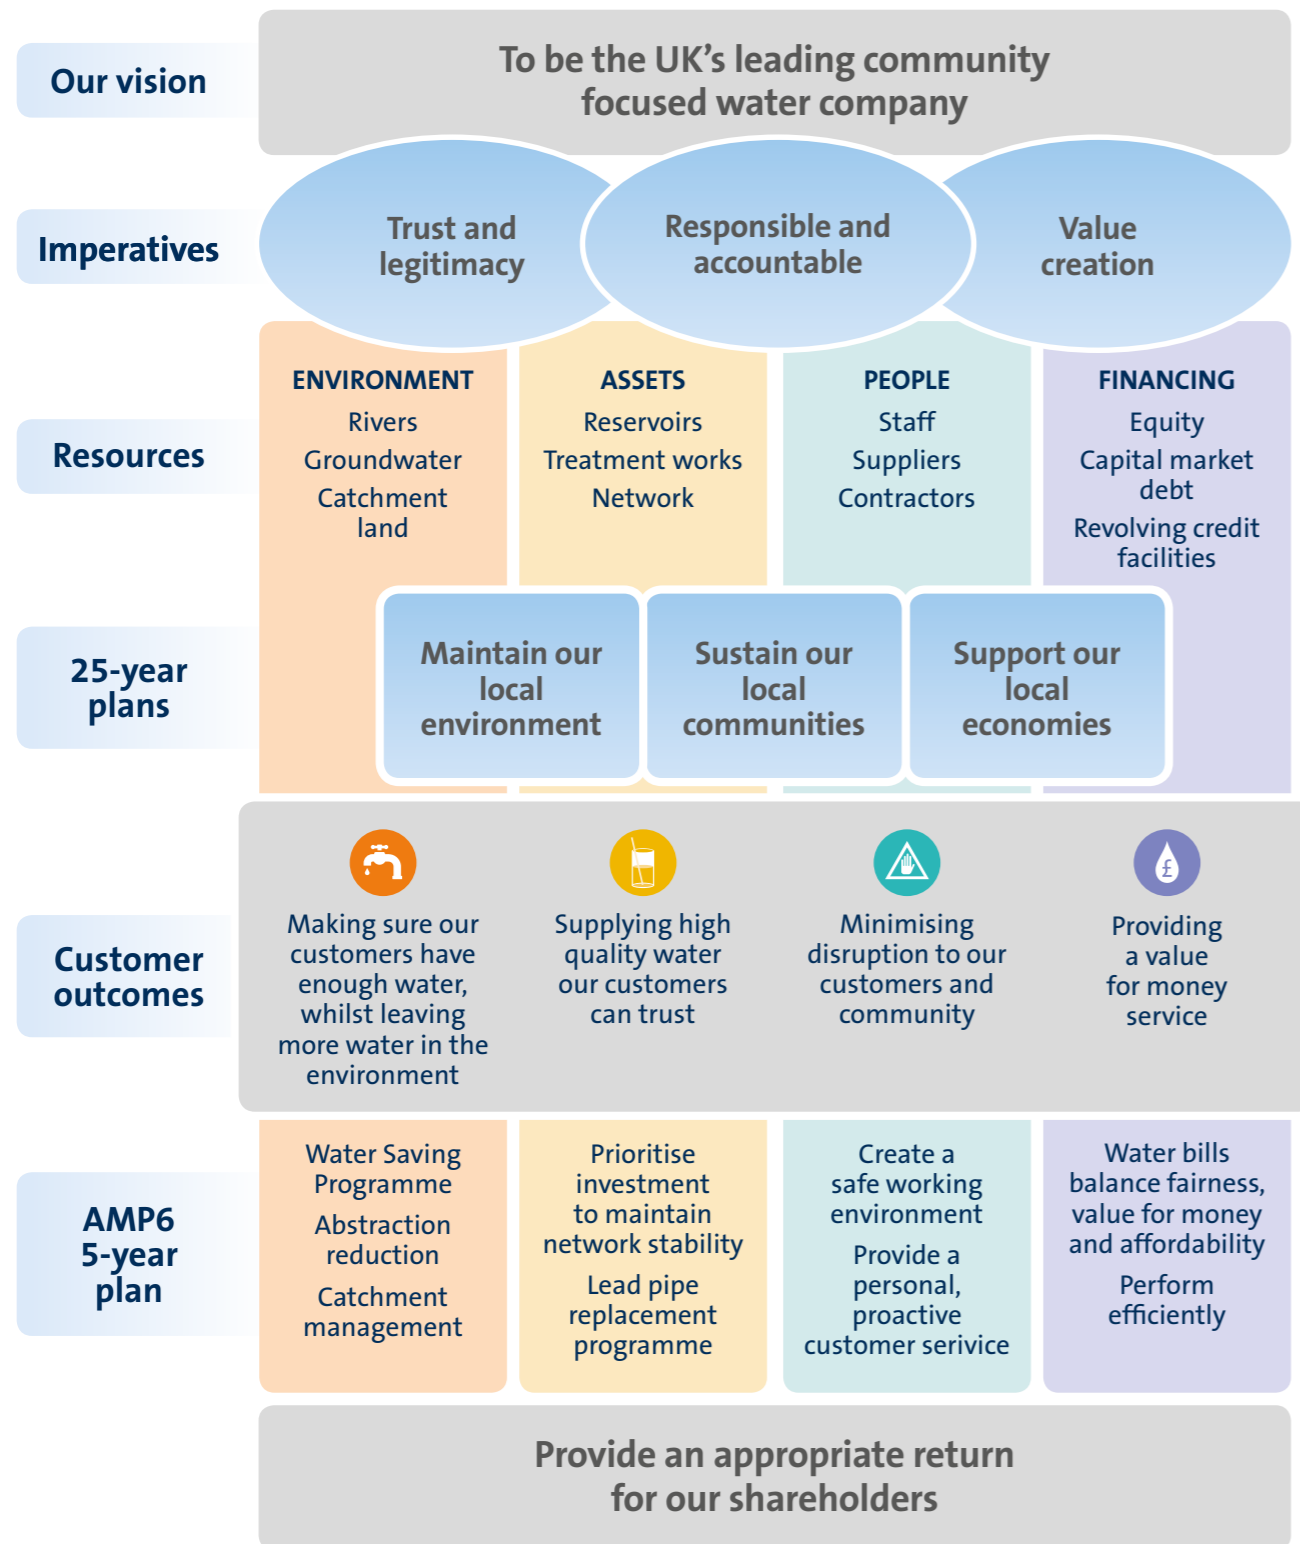 Our vision
To be the UK’s leading community
focused water company
Imperatives
Trust and
legitimacy
Responsible and
accountable
Value
creation
Resources
ENVIRONMENT
Rivers
Groundwater
Catchment
land
ASSETS
Reservoirs
Treatment works
Network
PEOPLE
Staff
Suppliers
Contractors
FINANCING
Equity
Capital market
debt
Revolving credit
facilities
25-year
plans
Maintain our
local
environment
Sustain our
local
communities
Support our
local
economies
Customer
outcomes
Making sure our
customers have
enough water,
whilst leaving
more water in the
environment
Supplying high
quality water
our customers
can trust
Minimising
disruption to our
customers and
community
£
Providing
a value
for money
service
AMP6
5-year
plan
Water Saving
Programme
Abstraction
reduction
Catchment
management
Prioritise
investment
to maintain
network stability
Lead pipe
replacement
programme
Create a
safe working
environment
Provide a
personal,
proactive
customer serivice
Water bills
balance fairness,
value for money
and affordability
Perform
efficiently
Provide an appropriate return
for our shareholders